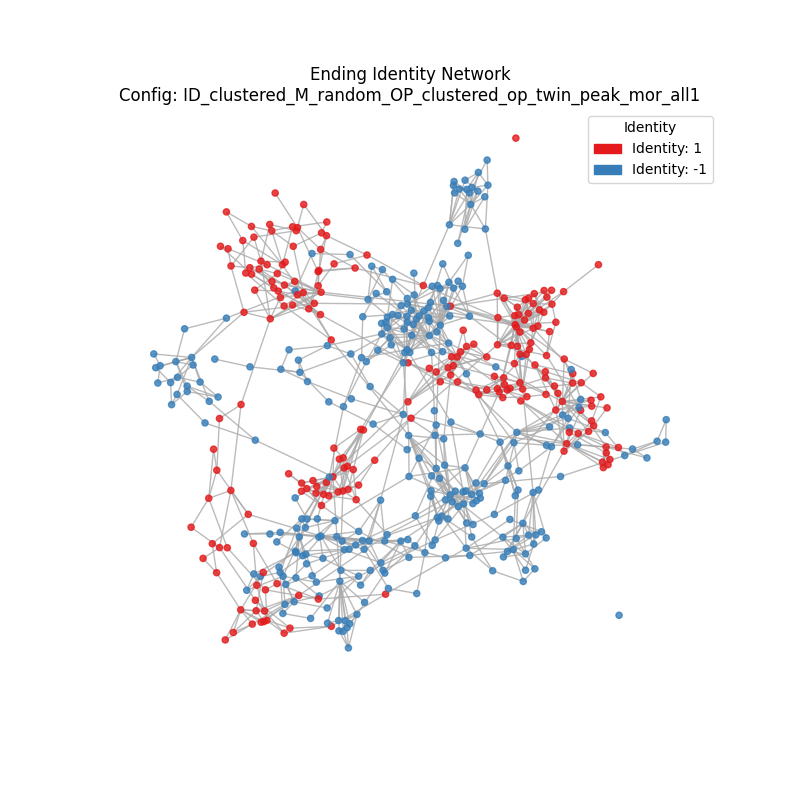 Ending Identity Network
Config: ID_clustered_M_random_OP_clustered_op_twin_peak_mor_all1
Identity
Identity: 1
Identity: -1